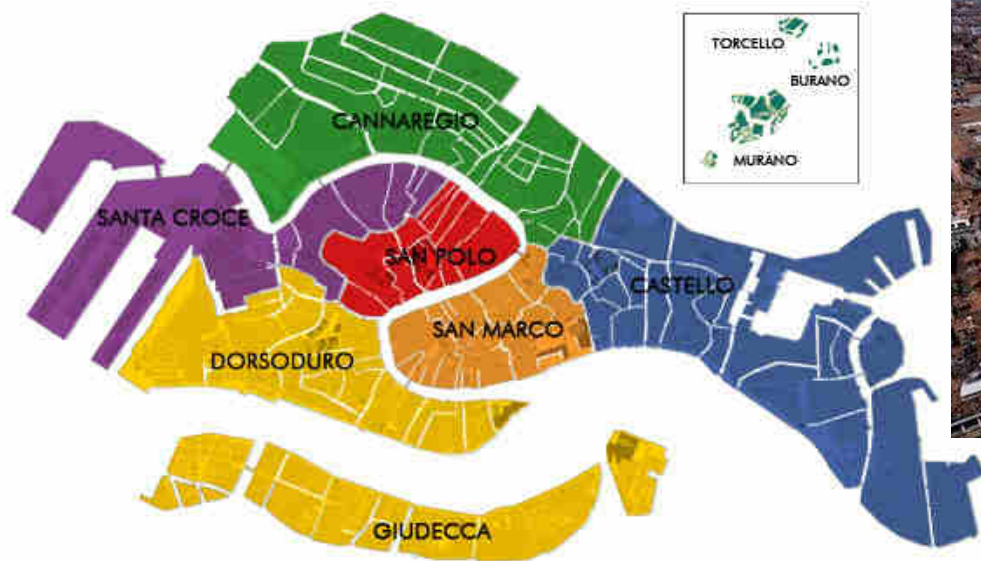 TORCELLO
BURANO
MURANO
CANNAREGIO
SANTA CROCE
SAN POLO
CASTELLO
SAN MARCO
DORSODURO
GIUDECCA